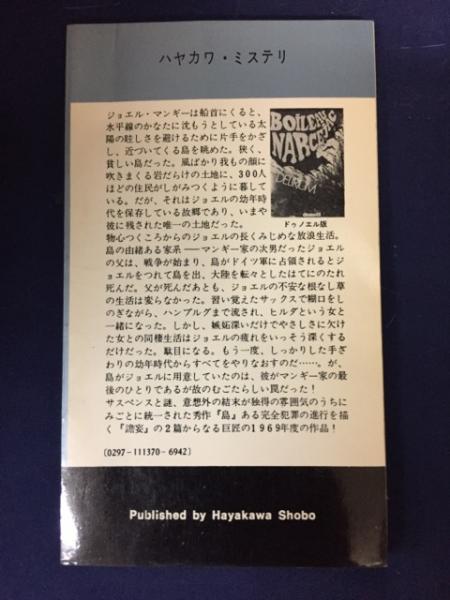 ハヤカワ・ミステリ
ジョエル・マンギーは船首にくると、
水平線のかなたに沈もうとしている太
陽の眩しさを避けるために片手をかざ
し、近づいてくる島を眺めた。狭く、
貧しい島だった。風ばかり我もの顔に
吹きまくる岩だらけの土地に、300人
ほどの住民がしがみつくように暮して
いる。だが、それはジョエルの幼年時
代を保存している故郷であり、いまや
彼に残された唯一の土地だった。
BOILEAU
NARCEJAC
DELIRIUM
ドゥノエル版
物心つくころからのジョエルの長くみじめな放浪生活。
島の由緒ある家系――マンギー家の次男だったジョエル
の父は、戦争が始まり、島がドイツ軍に占領されるとジ
ョエルをつれて島を出、大陸を転々としたはてにのたれ
死んだ。父が死んだあとも、ジョエルの不安な根なし草
の生活は変らなかった。習い覚えたサックスで糊口をし
のぎながら、ハンブルグまで流され、ヒルダという女と
一緒になった。しかし、嫉妬深いだけでやさしさに欠け
た女との同棲生活はジョエルの疲れをいっそう深くする
だけだった。駄目になる。もう一度、しっかりした手ざ
わりの幼年時代からすべてをやりなおすのだ……。が、
島がジョエルに用意していたのは、彼がマンギー家の最
後のひとりであるが故のむごたらしい罠だった！
サスペンスと謎、意想外の結末が独得の雰囲気のうちに
みごとに統一された秀作『島』ある完全犯罪の進行を描
く『譫妄』の2篇からなる巨匠の1969年度の作品！
〔0297-111370-6942〕
Published by Hayakawa Shobo